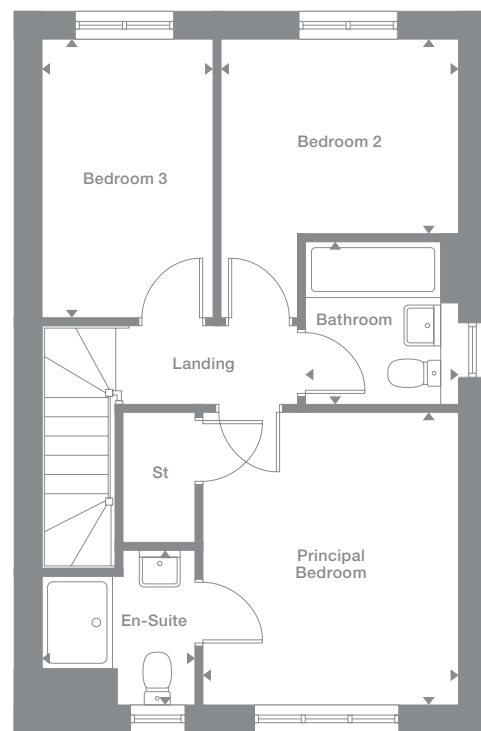 Bedroom 2
Bedroom 3
Bathroom
Landing
St
Principal
Bedroom
En-Suite